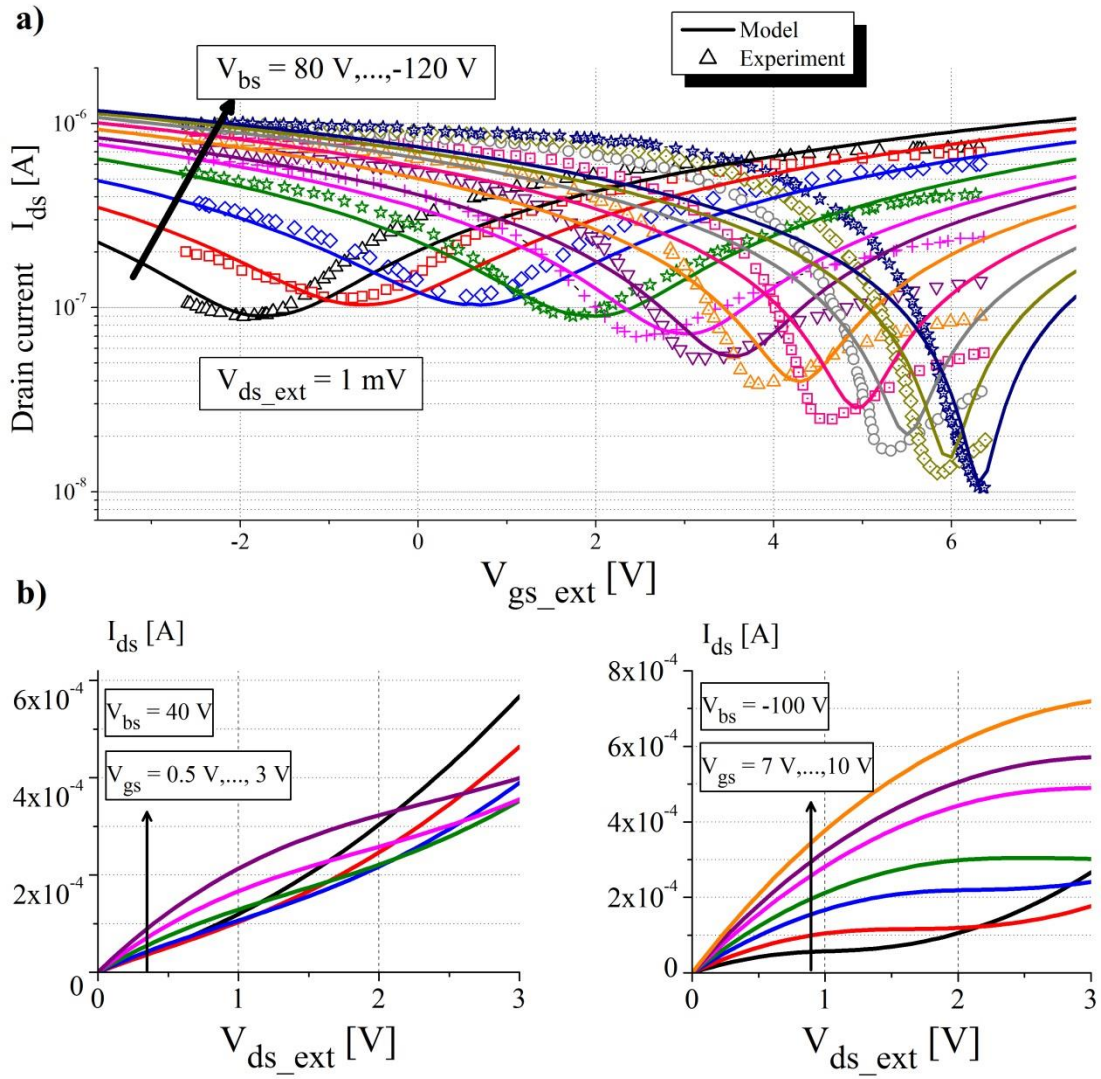 a)
Model
Experiment
V_bs = 80 V,...,-120 V
V_ds_ext = 1 mV
Drain current I_ds [A]
10^-6
10^-7
10^-8
-2 0 2 4 6
V_gs_ext [V]
b)
I_ds [A]
6x10^-4
4x10^-4
2x10^-4
0
V_bs = 40 V
V_gs = 0.5 V,..., 3 V
0 1 2 3
V_ds_ext [V]
I_ds [A]
8x10^-4
6x10^-4
4x10^-4
2x10^-4
0
V_bs = -100 V
V_gs = 7 V,...,10 V
0 1 2 3
V_ds_ext [V]